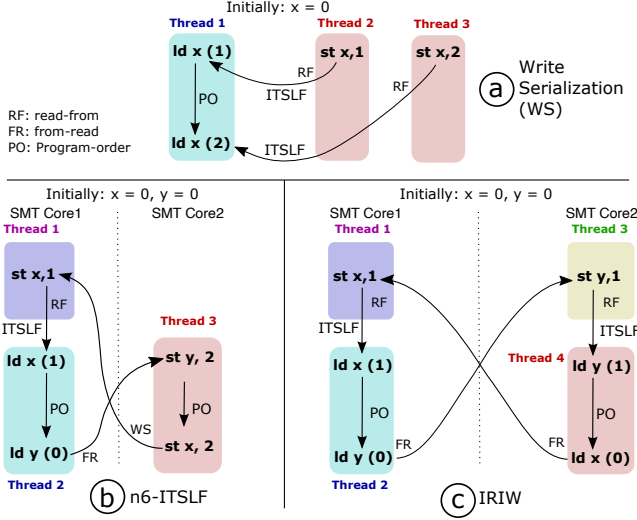 Initially: x = 0
Thread 1
Thread 2
Thread 3
ld x (1)
st x,1
st x,2
RF
RF
ITSLF
PO
ld x (2)
ITSLF
a Write
Serialization
(WS)
RF: read-from
FR: from-read
PO: Program-order
Initially: x = 0, y = 0
SMT Core1
SMT Core2
Thread 1
st x,1
RF
ITSLF
Thread 3
ld x (1)
st y, 2
PO
PO
ld y (0)
FR
WS
st x, 2
Thread 2
b n6-ITSLF
Initially: x = 0, y = 0
SMT Core1
SMT Core2
Thread 1
Thread 3
st x,1
st y,1
RF
RF
ITSLF
ITSLF
Thread 4
ld x (1)
ld y (1)
PO
PO
ld y (0)
FR
FR
ld x (0)
Thread 2
c IRIW